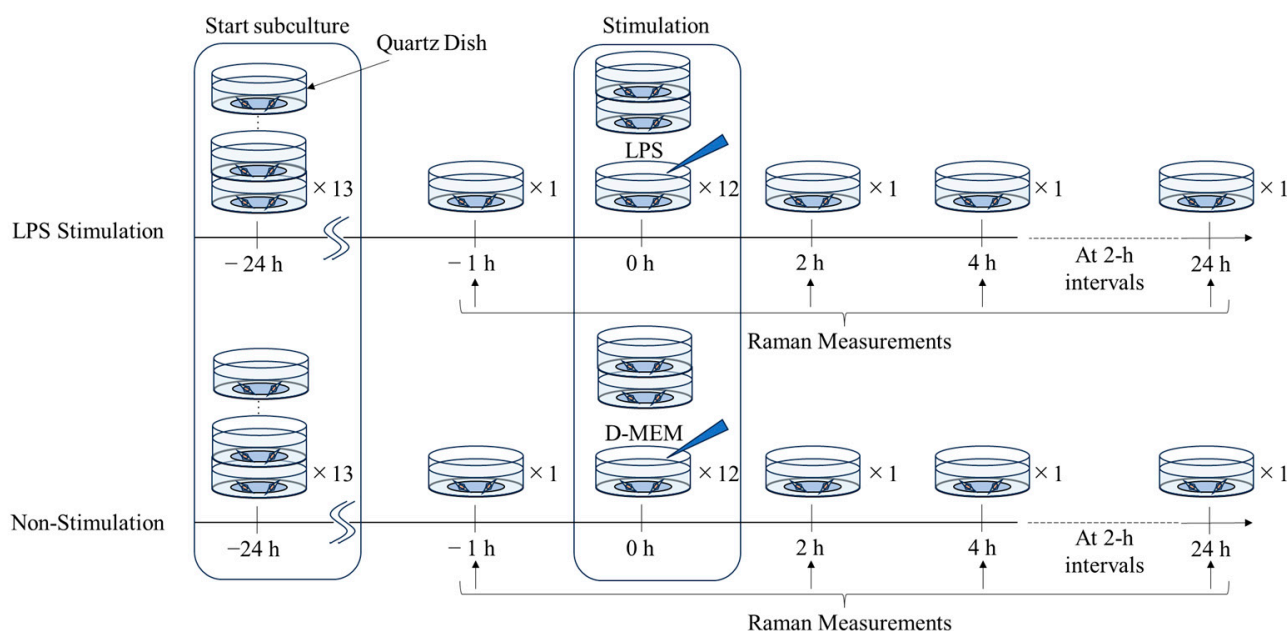 Start subculture
Stimulation
Quartz Dish
LPS
× 13
× 1
× 12
× 1
× 1
× 1
LPS Stimulation
− 24 h
− 1 h
0 h
2 h
4 h
At 2-h
intervals
24 h
Raman Measurements
D-MEM
× 13
× 1
× 12
× 1
× 1
× 1
Non-Stimulation
−24 h
− 1 h
0 h
2 h
4 h
At 2-h
intervals
24 h
Raman Measurements